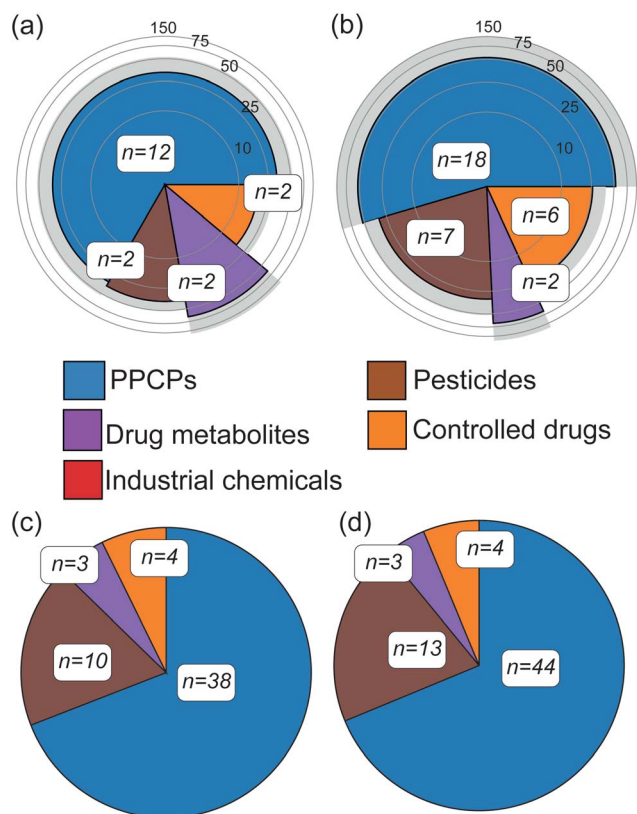 (a)
150
75
50
25
10
n=12
n=2
n=2
n=2
(b)
150
75
50
25
10
n=18
n=6
n=7
n=2
PPCPs
Pesticides
Drug metabolites
Controlled drugs
Industrial chemicals
(c)
n=3
n=4
n=10
n=38
(d)
n=3
n=4
n=13
n=44